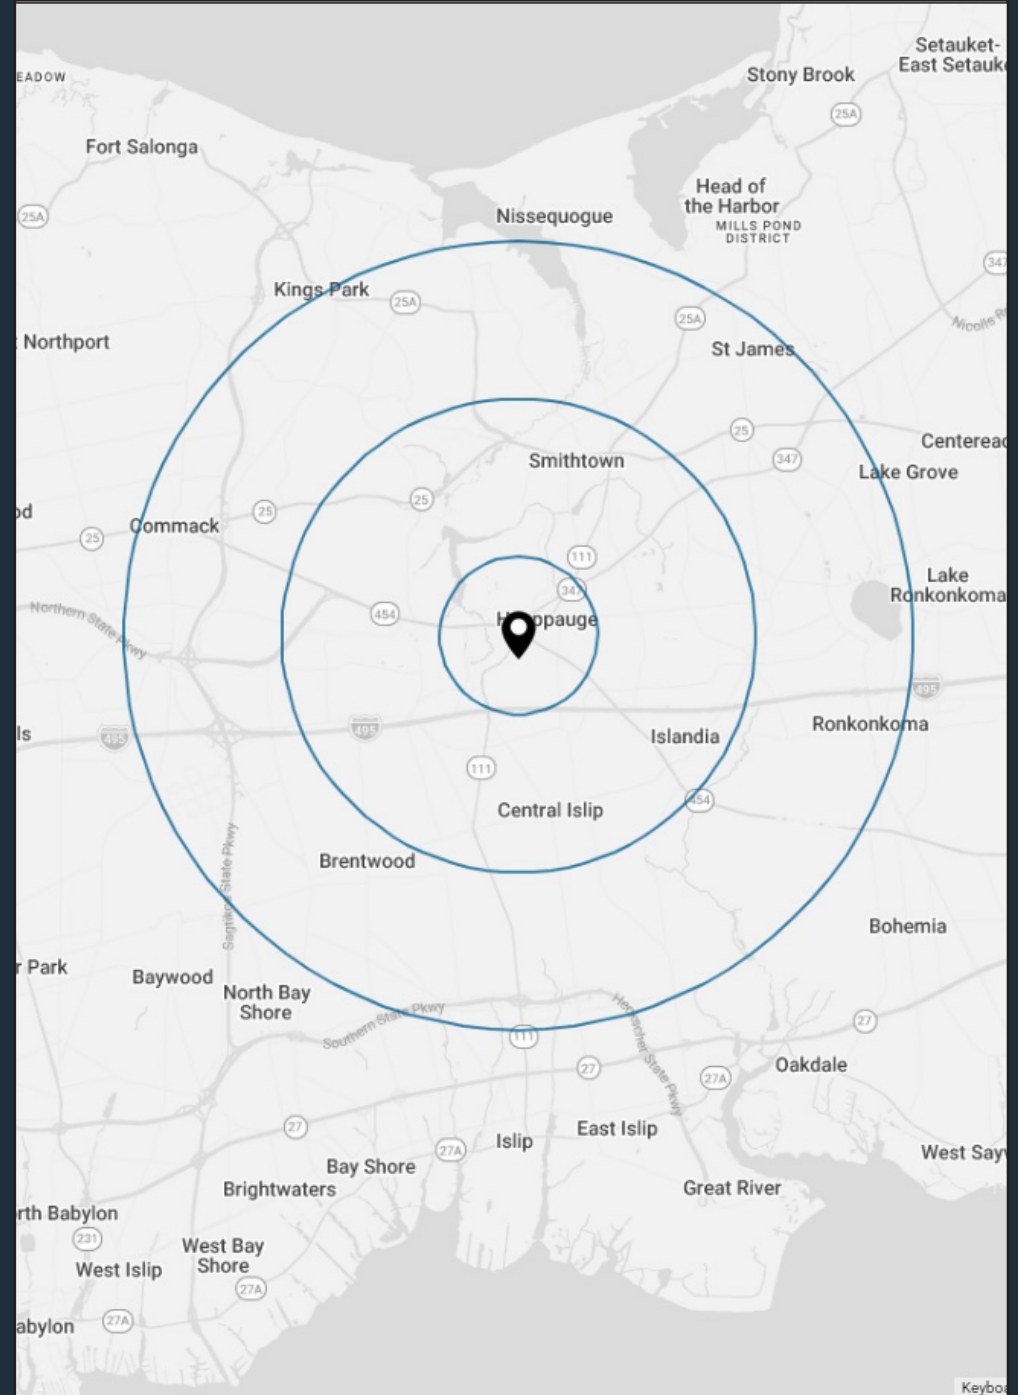 Setauket-
East Setauke
Stony Brook
EADOW
25A
Fort Salonga
Head of
the Harbor
25A
Nissequogue
MILLS POND
DISTRICT
347
Kings Park
25A
25A
Nicolls R
Northport
St James
25
Centereac
Smithtown
347
Lake Grove
25
25
od
Commack
25
111
Lake
Ronkonkoma
347
Northern State Pkwy
454
Hauppauge
495
Ronkonkoma
495
495
ls
Islandia
111
454
Central Islip
Brentwood
Sagtikos State Pkwy
Bohemia
r Park
Baywood
North Bay
Shore
Southern State Pkwy
Heckscher State Pkwy
27
111
27
Oakdale
27A
27
East Islip
Islip
27A
West Sayv
Bay Shore
Brightwaters
Great River
rth Babylon
231
West Bay
Shore
West Islip
27A
27A
abylon
Keyboa